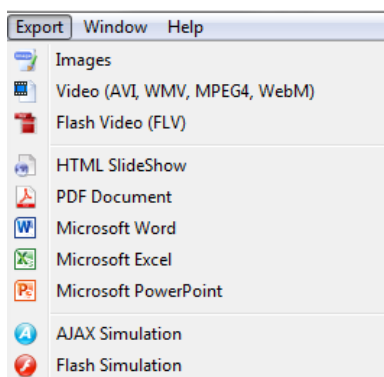 Export Window Help
Images
Video (AVI, WMV, MPEG4, WebM)
Flash Video (FLV)
HTML SlideShow
PDF Document
Microsoft Word
Microsoft Excel
Microsoft PowerPoint
AJAX Simulation
Flash Simulation